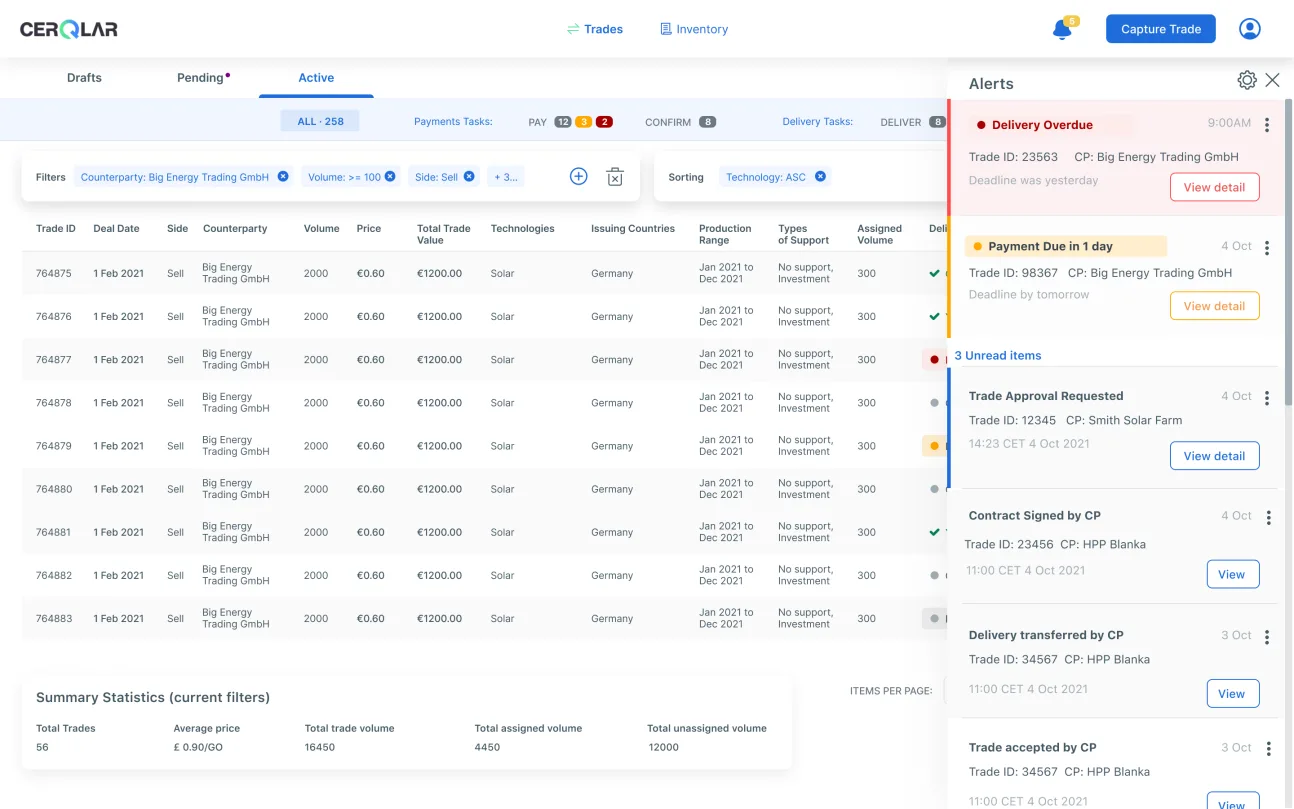 CERQLAR
Trades
Inventory
5
Capture Trade
Drafts
Pending
Active
ALL · 258
Payments Tasks:
PAY 12 3 2
CONFIRM 8
Delivery Tasks:
DELIVER 8
Filters
Counterparty: Big Energy Trading GmbH
Volume: >= 100
Side: Sell
+ 3...
Sorting
Technology: ASC
Trade ID Deal Date Side Counterparty Volume Price Total Trade Value Technologies Issuing Countries Production Range Types of Support Assigned Volume Deli
764875 1 Feb 2021 Sell Big Energy Trading GmbH 2000 €0.60 €1200.00 Solar Germany Jan 2021 to Dec 2021 No support, Investment 300
764876 1 Feb 2021 Sell Big Energy Trading GmbH 2000 €0.60 €1200.00 Solar Germany Jan 2021 to Dec 2021 No support, Investment 300
764877 1 Feb 2021 Sell Big Energy Trading GmbH 2000 €0.60 €1200.00 Solar Germany Jan 2021 to Dec 2021 No support, Investment 300
764878 1 Feb 2021 Sell Big Energy Trading GmbH 2000 €0.60 €1200.00 Solar Germany Jan 2021 to Dec 2021 No support, Investment 300
764879 1 Feb 2021 Sell Big Energy Trading GmbH 2000 €0.60 €1200.00 Solar Germany Jan 2021 to Dec 2021 No support, Investment 300
764880 1 Feb 2021 Sell Big Energy Trading GmbH 2000 €0.60 €1200.00 Solar Germany Jan 2021 to Dec 2021 No support, Investment 300
764881 1 Feb 2021 Sell Big Energy Trading GmbH 2000 €0.60 €1200.00 Solar Germany Jan 2021 to Dec 2021 No support, Investment 300
764882 1 Feb 2021 Sell Big Energy Trading GmbH 2000 €0.60 €1200.00 Solar Germany Jan 2021 to Dec 2021 No support, Investment 300
764883 1 Feb 2021 Sell Big Energy Trading GmbH 2000 €0.60 €1200.00 Solar Germany Jan 2021 to Dec 2021 No support, Investment 300
Summary Statistics (current filters)
Total Trades Average price Total trade volume Total assigned volume Total unassigned volume
56 £ 0.90/GO 16450 4450 12000
ITEMS PER PAGE:
Alerts
Delivery Overdue 9:00AM
Trade ID: 23563 CP: Big Energy Trading GmbH
Deadline was yesterday
View detail
Payment Due in 1 day 4 Oct
Trade ID: 98367 CP: Big Energy Trading GmbH
Deadline by tomorrow
View detail
3 Unread items
Trade Approval Requested 4 Oct
Trade ID: 12345 CP: Smith Solar Farm
14:23 CET 4 Oct 2021
View detail
Contract Signed by CP 4 Oct
Trade ID: 23456 CP: HPP Blanka
11:00 CET 4 Oct 2021
View
Delivery transferred by CP 3 Oct
Trade ID: 34567 CP: HPP Blanka
11:00 CET 4 Oct 2021
View
Trade accepted by CP 3 Oct
Trade ID: 34567 CP: HPP Blanka
11:00 CET 4 Oct 2021
View